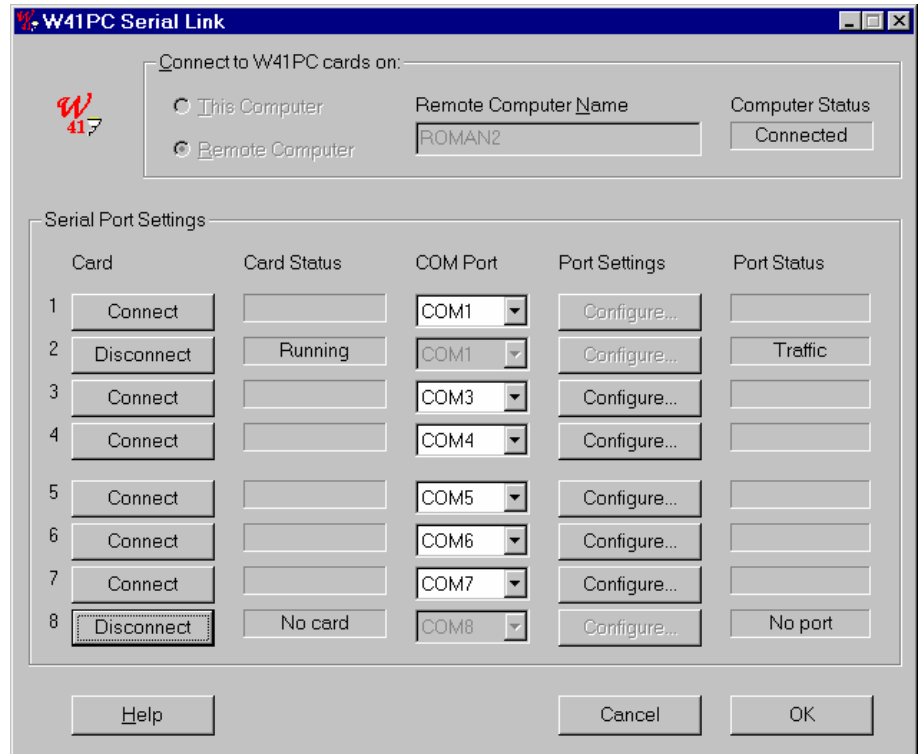 W41PC Serial Link
Connect to W41PC cards on:
W 41
This Computer
Remote Computer Name
Computer Status
Remote Computer
ROMAN2
Connected
Serial Port Settings
Card Card Status COM Port Port Settings Port Status
1 Connect COM1 Configure...
2 Disconnect Running COM1 Configure... Traffic
3 Connect COM3 Configure...
4 Connect COM4 Configure...
5 Connect COM5 Configure...
6 Connect COM6 Configure...
7 Connect COM7 Configure...
8 Disconnect No card COM8 Configure... No port
Help Cancel OK